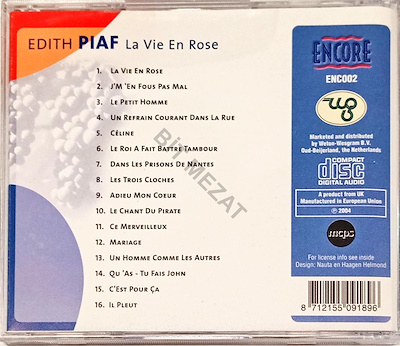 EDITH PIAF La Vie En Rose
1. LA VIE EN ROSE
2. J'M 'EN FOUS PAS MAL
3. LE PETIT HOMME
4. UN REFRAIN COURANT DANS LA RUE
5. CÉLINE
6. LE ROI A FAIT BATTRE TAMBOUR
7. DANS LES PRISONS DE NANTES
8. LES TROIS CLOCHES
9. ADIEU MON COEUR
10. LE CHANT DU PIRATE
11. CE MERVEILLEUX
12. MARIAGE
13. UN HOMME COMME LES AUTRES
14. QU 'AS - TU FAIS JOHN
15. C'EST POUR ÇA
16. IL PLEUT
BIT MEZAT
ENCORE
ENC002
Marketed and distributed
by Weton-Wesgram B.V.
Oud-Beijerland, the Netherlands
COMPACT
disc
DIGITAL AUDIO
A product from UK
Manufactured in European Union
℗ 2004
mcps
For license info see inside
Design: Nauta en Haagen Helmond
8 712155 091896